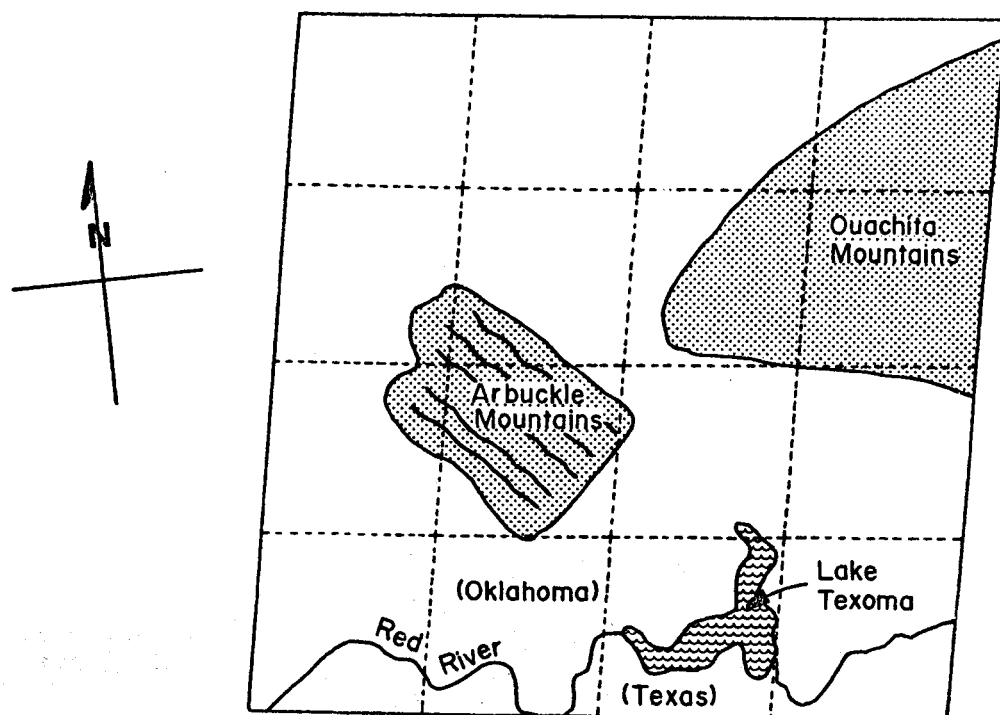 N
Ouachita
Mountains
Arbuckle
Mountains
(Oklahoma)
Lake
Texoma
Red River
(Texas)